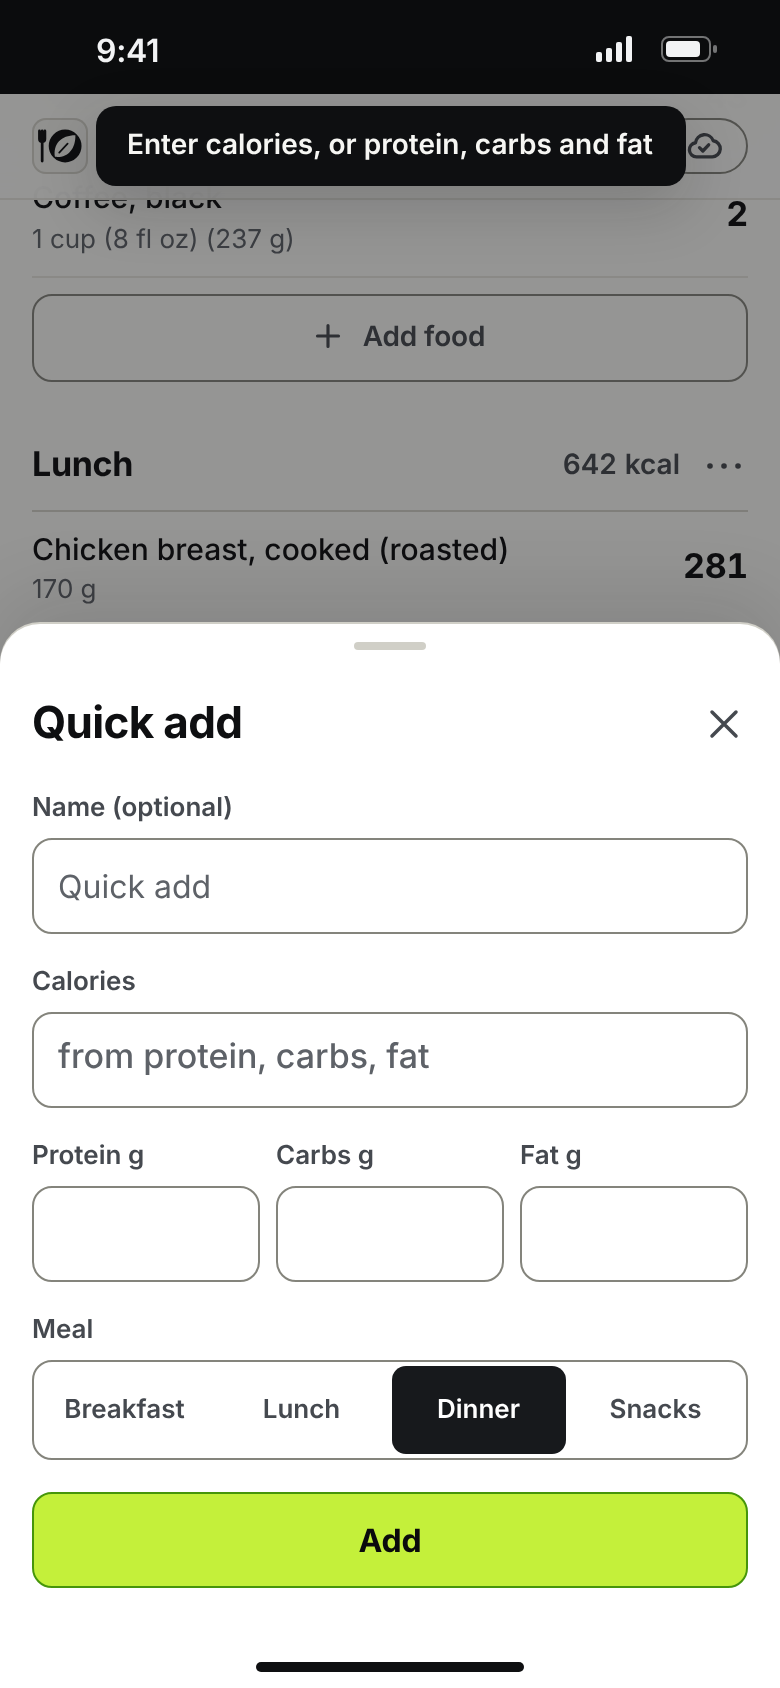 9:41
Enter calories, or protein, carbs and fat
Coffee, black
2
1 cup (8 fl oz) (237 g)
Add food
Lunch
642 kcal
Chicken breast, cooked (roasted)
281
170 g
Quick add
Name (optional)
Quick add
Calories
from protein, carbs, fat
Protein g
Carbs g
Fat g
Meal
Breakfast
Lunch
Dinner
Snacks
Add